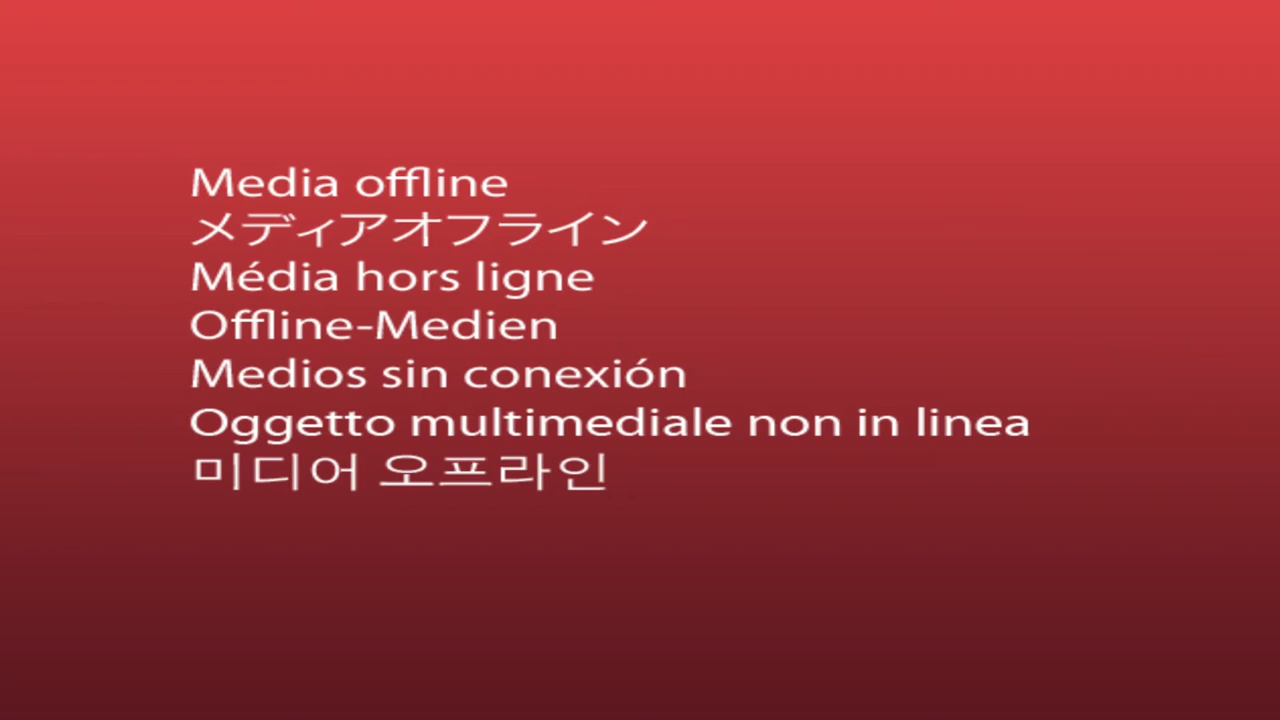 Media offline
メディアオフライン
Média hors ligne
Offline-Medien
Medios sin conexión
Oggetto multimediale non in linea
미디어 오프라인